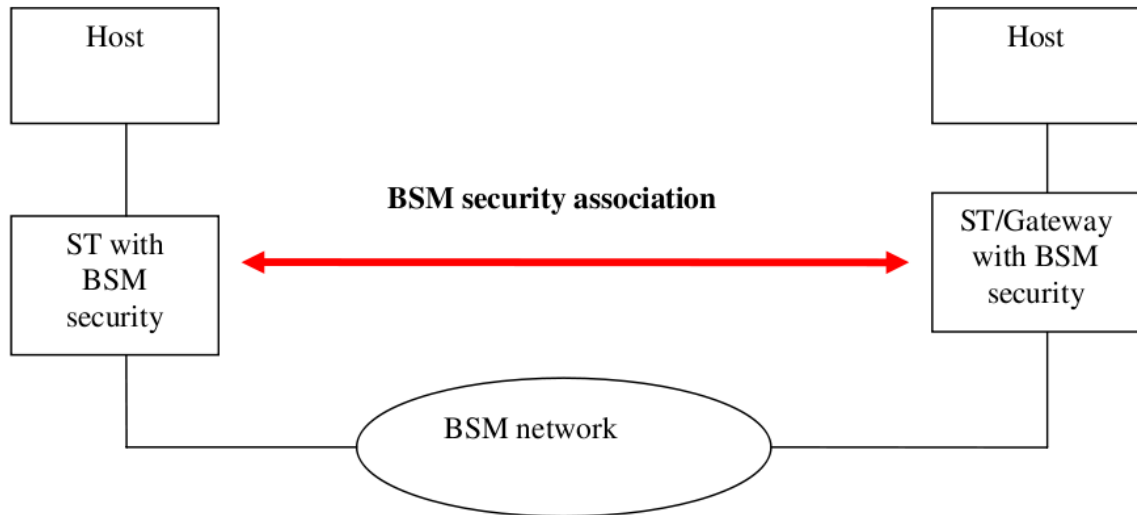 Host
Host
BSM security association
ST with
BSM
security
ST/Gateway
with BSM
security
BSM network